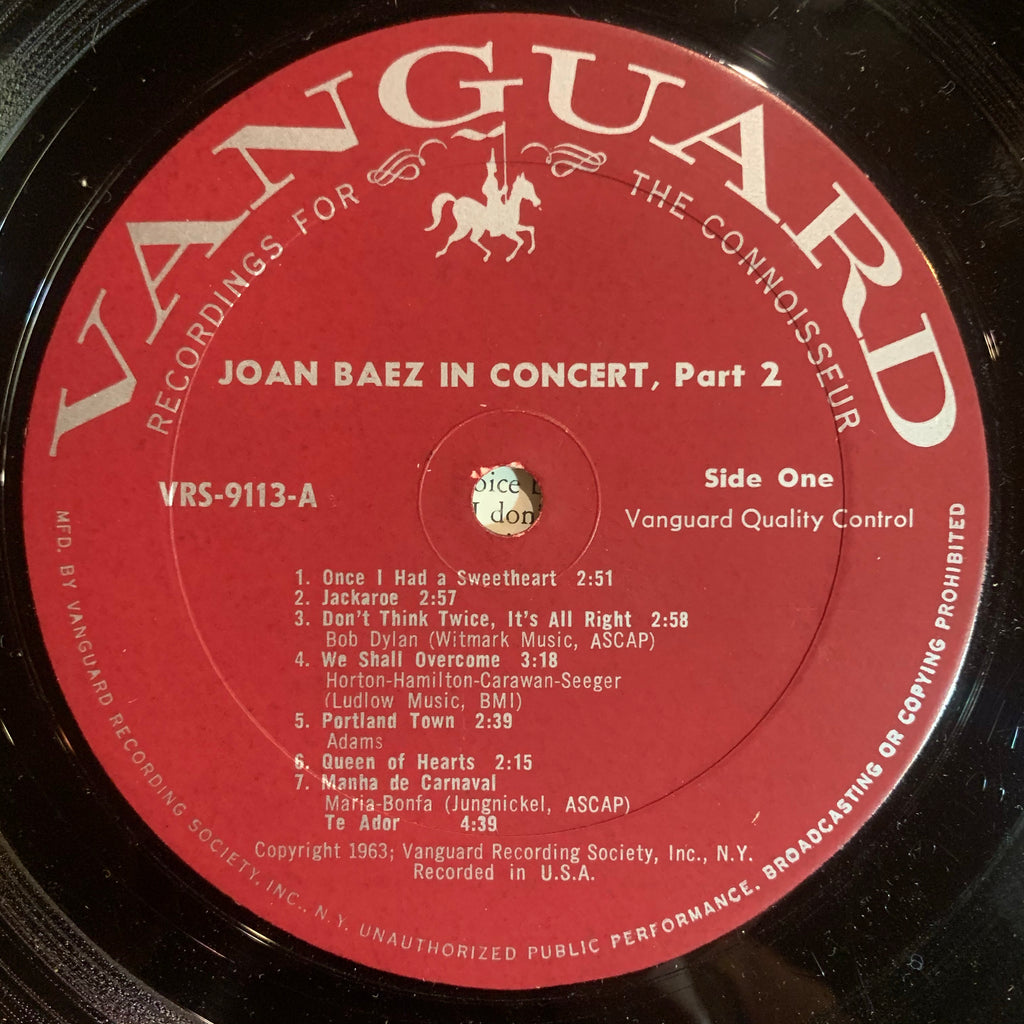 VANGUARD
RECORDINGS FOR THE CONNOISSEUR
JOAN BAEZ IN CONCERT, Part 2
VRS-9113-A
Side One
Vanguard Quality Control
oice
I don
1. Once I Had a Sweetheart 2:51
2. Jackaroe 2:57
3. Don't Think Twice, It's All Right 2:58
Bob Dylan (Witmark Music, ASCAP)
4. We Shall Overcome 3:18
Horton-Hamilton-Carawan-Seeger
(Ludlow Music, BMI)
5. Portland Town 2:39
Adams
6. Queen of Hearts 2:15
7. Manha de Carnaval
Maria-Bonfa (Jungnickel, ASCAP)
Te Ador 4:39
Copyright 1963; Vanguard Recording Society, Inc., N.Y.
Recorded in U.S.A.
MFD. BY VANGUARD RECORDING SOCIETY, INC., N.Y. UNAUTHORIZED PUBLIC PERFORMANCE, BROADCASTING OR COPYING PROHIBITED